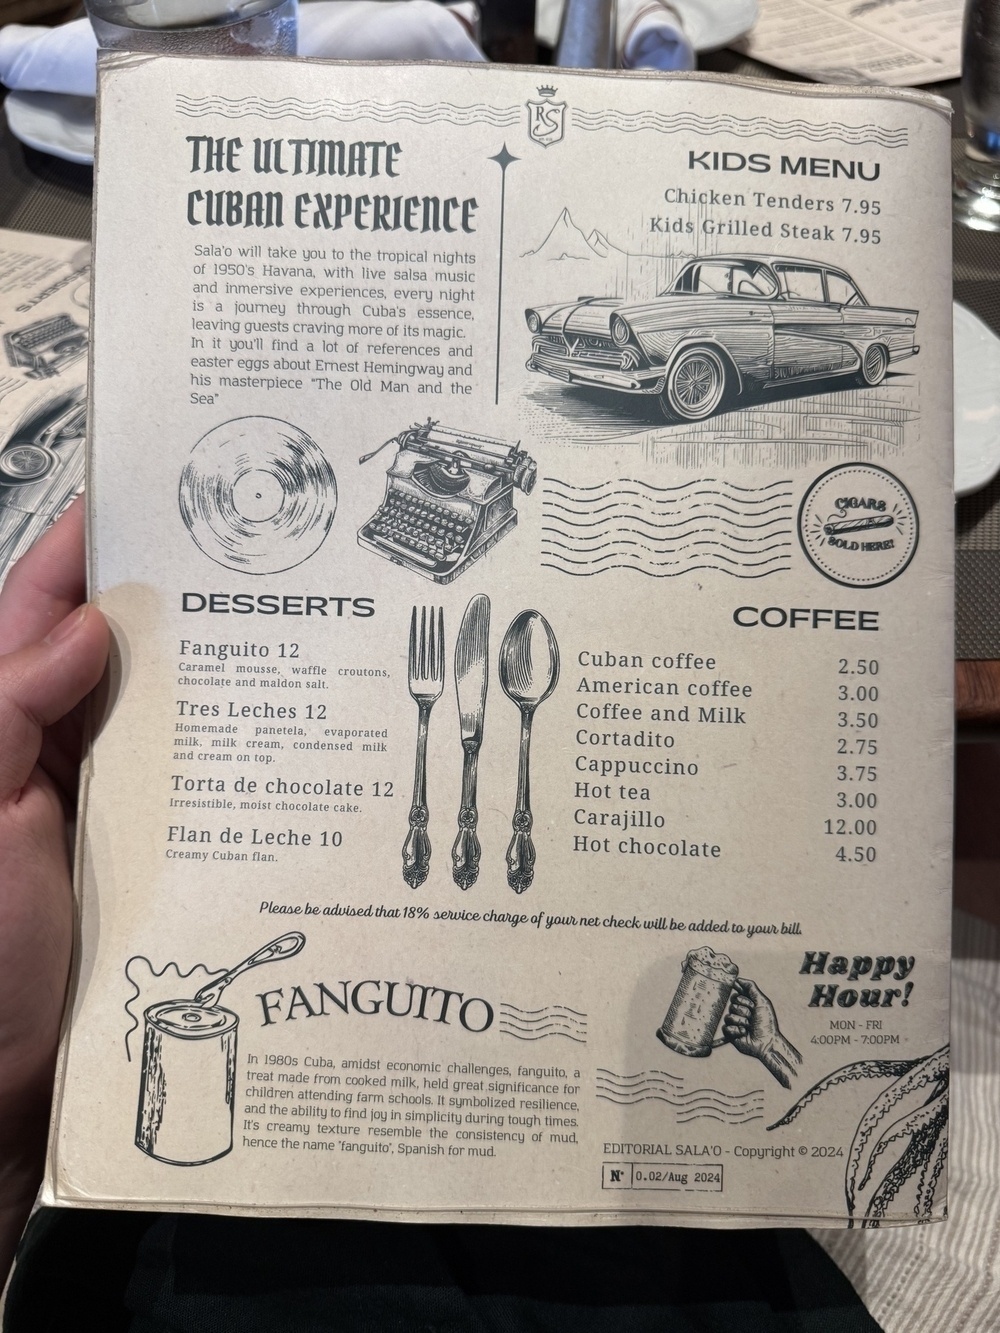 RS
THE ULTIMATE
CUBAN EXPERIENCE
Sala'o will take you to the tropical nights
of 1950's Havana, with live salsa music
and inmersive experiences, every night
is a journey through Cuba's essence,
leaving guests craving more of its magic.
In it you'll find a lot of references and
easter eggs about Ernest Hemingway and
his masterpiece "The Old Man and the
Sea"
KIDS MENU
Chicken Tenders 7.95
Kids Grilled Steak 7.95
CIGARS
SOLD HERE!
DESSERTS
Fanguito 12
Caramel mousse, waffle croutons,
chocolate and maldon salt.
Tres Leches 12
Homemade panetela, evaporated
milk, milk cream, condensed milk
and cream on top.
Torta de chocolate 12
Irresistible, moist chocolate cake.
Flan de Leche 10
Creamy Cuban flan.
COFFEE
Cuban coffee 2.50
American coffee 3.00
Coffee and Milk 3.50
Cortadito 2.75
Cappuccino 3.75
Hot tea 3.00
Carajillo 12.00
Hot chocolate 4.50
Please be advised that 18% service charge of your net check will be added to your bill.
FANGUITO
In 1980s Cuba, amidst economic challenges, fanguito, a
treat made from cooked milk, held great significance for
children attending farm schools. It symbolized resilience,
and the ability to find joy in simplicity during tough times.
It's creamy texture resemble the consistency of mud,
hence the name "fanguito", Spanish for mud.
Happy
Hour!
MON - FRI
4:00PM - 7:00PM
EDITORIAL SALA'O - Copyright © 2024
N° 0.02/Aug 2024